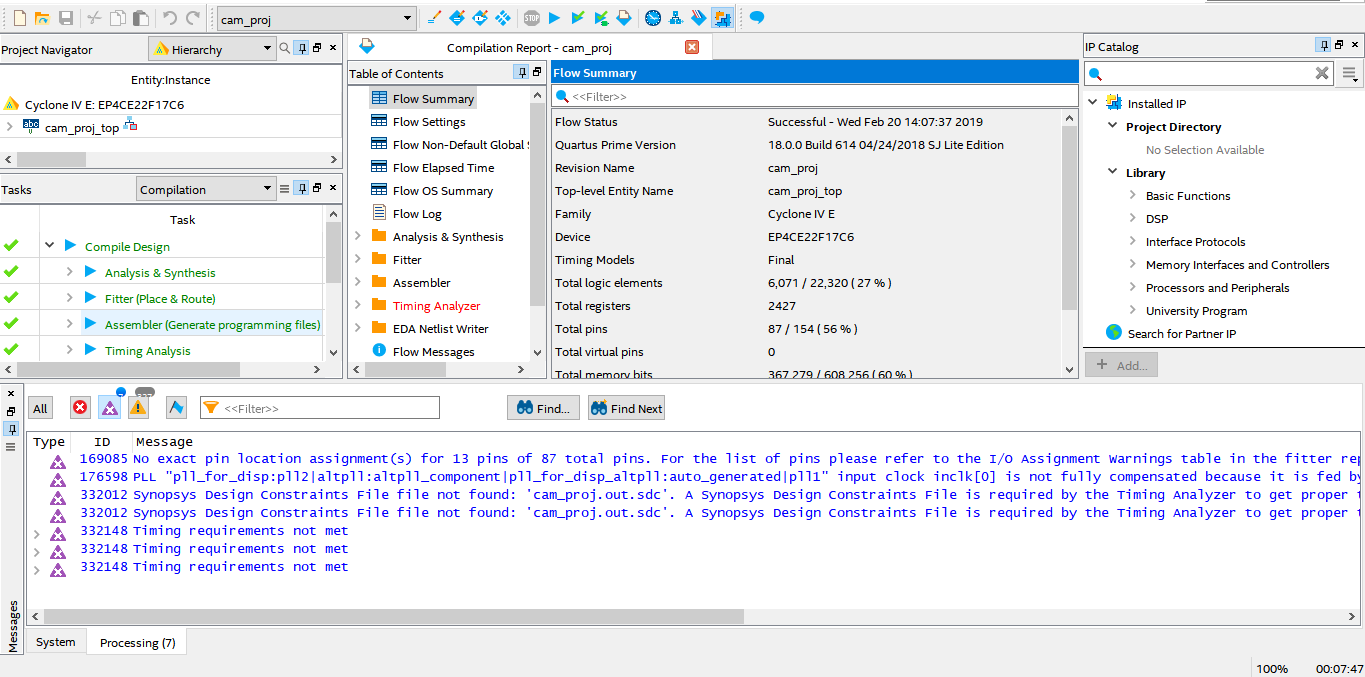 cam_proj
STOP
Project Navigator
Hierarchy
Entity:Instance
Cyclone IV E: EP4CE22F17C6
abc cam_proj_top
Tasks
Compilation
Task
Compile Design
Analysis & Synthesis
Fitter (Place & Route)
Assembler (Generate programming files)
Timing Analysis
Compilation Report - cam_proj
Table of Contents
Flow Summary
Flow Settings
Flow Non-Default Global
Flow Elapsed Time
Flow OS Summary
Flow Log
Analysis & Synthesis
Fitter
Assembler
Timing Analyzer
EDA Netlist Writer
Flow Messages
Flow Summary
<<Filter>>
Flow Status Successful - Wed Feb 20 14:07:37 2019
Quartus Prime Version 18.0.0 Build 614 04/24/2018 SJ Lite Edition
Revision Name cam_proj
Top-level Entity Name cam_proj_top
Family Cyclone IV E
Device EP4CE22F17C6
Timing Models Final
Total logic elements 6,071 / 22,320 ( 27 % )
Total registers 2427
Total pins 87 / 154 ( 56 % )
Total virtual pins 0
Total memory bits 367,279 / 608,256 ( 60 % )
IP Catalog
Installed IP
Project Directory
No Selection Available
Library
Basic Functions
DSP
Interface Protocols
Memory Interfaces and Controllers
Processors and Peripherals
University Program
Search for Partner IP
+ Add...
All
<<Filter>>
Find...
Find Next
Type ID Message
169085 No exact pin location assignment(s) for 13 pins of 87 total pins. For the list of pins please refer to the I/O Assignment Warnings table in the fitter rep
176598 PLL "pll_for_disp:pll2|altpll:altpll_component|pll_for_disp_altpll:auto_generated|pll1" input clock inclk[0] is not fully compensated because it is fed by
332012 Synopsys Design Constraints File file not found: 'cam_proj.out.sdc'. A Synopsys Design Constraints File is required by the Timing Analyzer to get proper
332012 Synopsys Design Constraints File file not found: 'cam_proj.out.sdc'. A Synopsys Design Constraints File is required by the Timing Analyzer to get proper
332148 Timing requirements not met
332148 Timing requirements not met
332148 Timing requirements not met
Messages
System
Processing (7)
100% 00:07:47